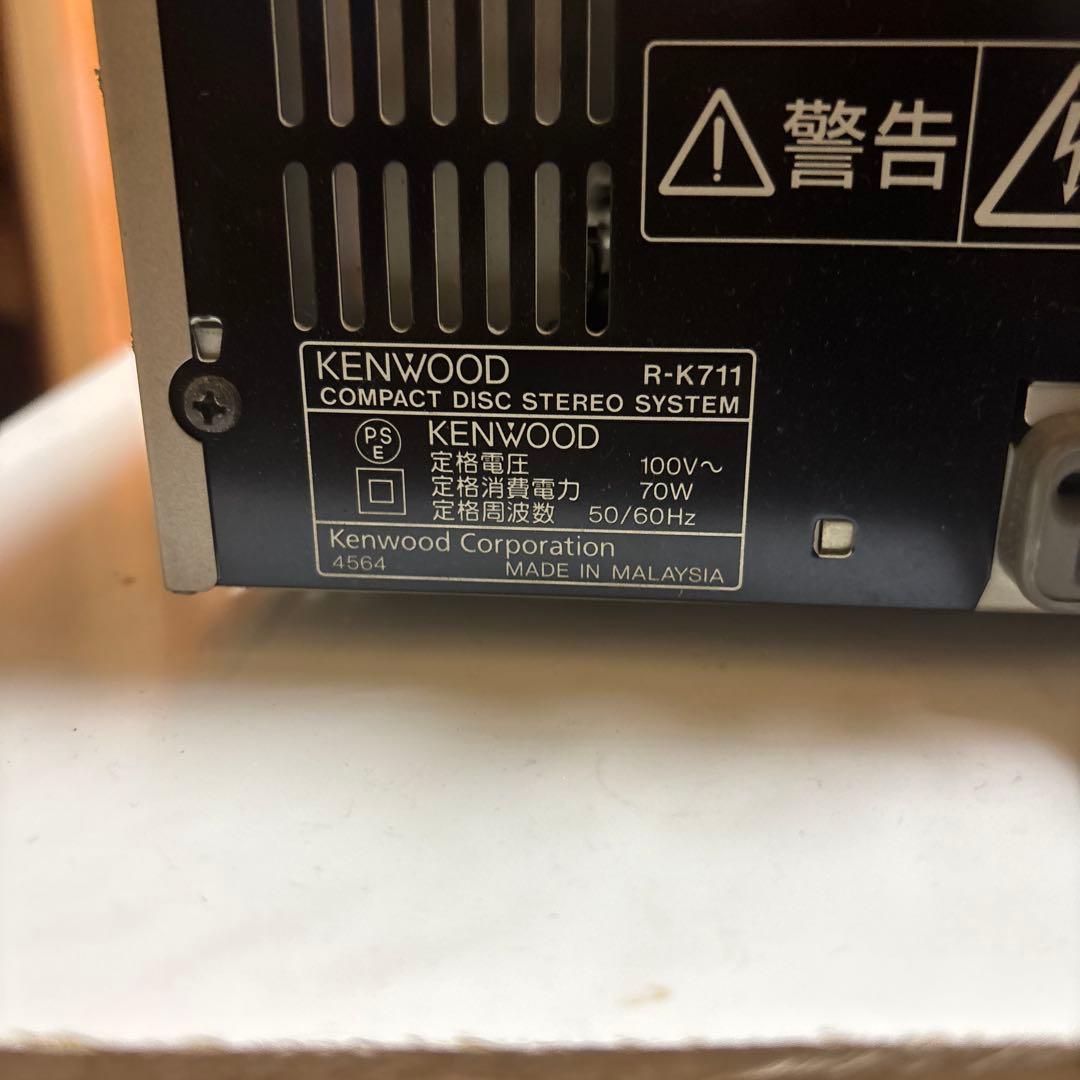 警告
KENWOOD R-K711
COMPACT DISC STEREO SYSTEM
PS
E
KENWOOD
定格電圧 100V~
定格消費電力 70W
定格周波数 50/60Hz
Kenwood Corporation
4564 MADE IN MALAYSIA